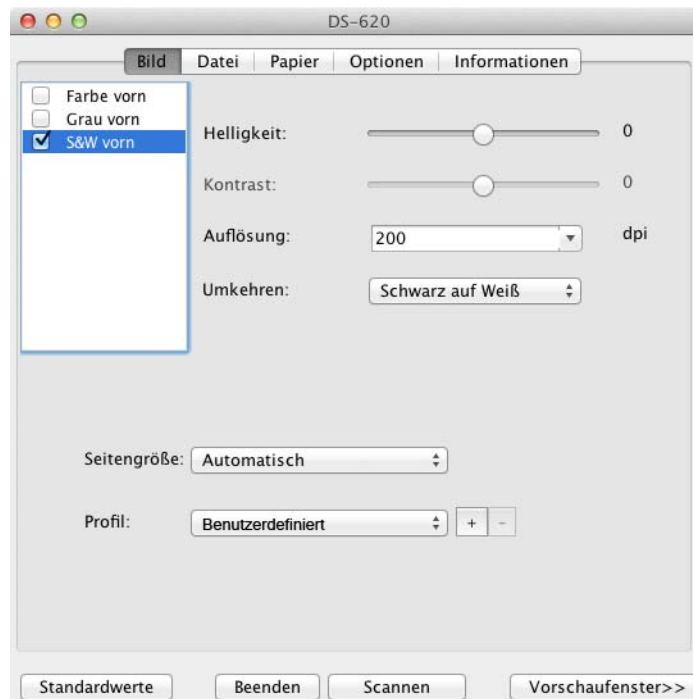 DS-620
Bild Datei Papier Optionen Informationen
Farbe vorn
Grau vorn
S&W vorn
Helligkeit: 0
Kontrast: 0
Auflösung: 200 dpi
Umkehren: Schwarz auf Weiß
Seitengröße: Automatisch
Profil: Benutzerdefiniert + -
Standardwerte Beenden Scannen Vorschaufenster>>